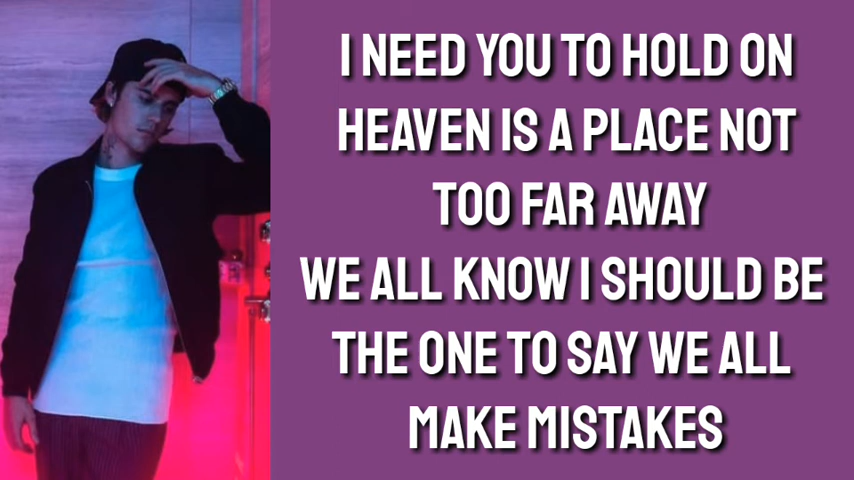 I NEED YOU TO HOLD ON
HEAVEN IS A PLACE NOT
TOO FAR AWAY
WE ALL KNOW I SHOULD BE
THE ONE TO SAY WE ALL
MAKE MISTAKES